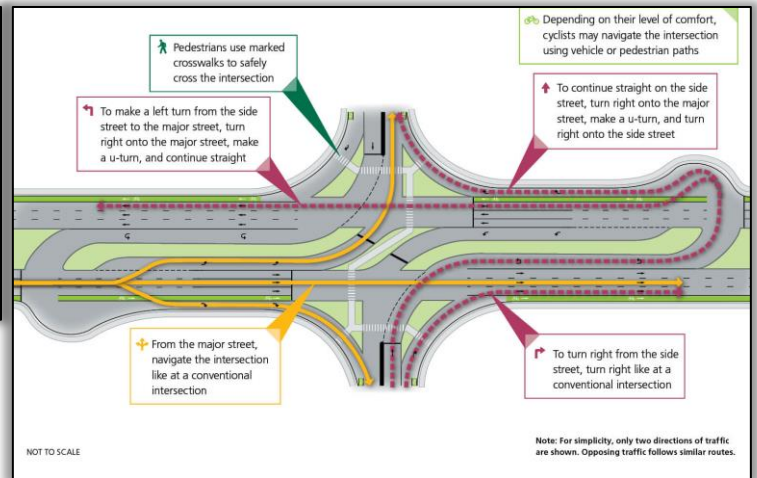 Depending on their level of comfort,
cyclists may navigate the intersection
using vehicle or pedestrian paths
Pedestrians use marked
crosswalks to safely
cross the intersection
To make a left turn from the side
street to the major street, turn
right onto the major street, make
a u-turn, and continue straight
To continue straight on the side
street, turn right onto the major
street, make a u-turn, and turn
right onto the side street
From the major street,
navigate the intersection
like at a conventional
intersection
To turn right from the side
street, turn right like at a
conventional intersection
NOT TO SCALE
Note: For simplicity, only two directions of traffic
are shown. Opposing traffic follows similar routes.